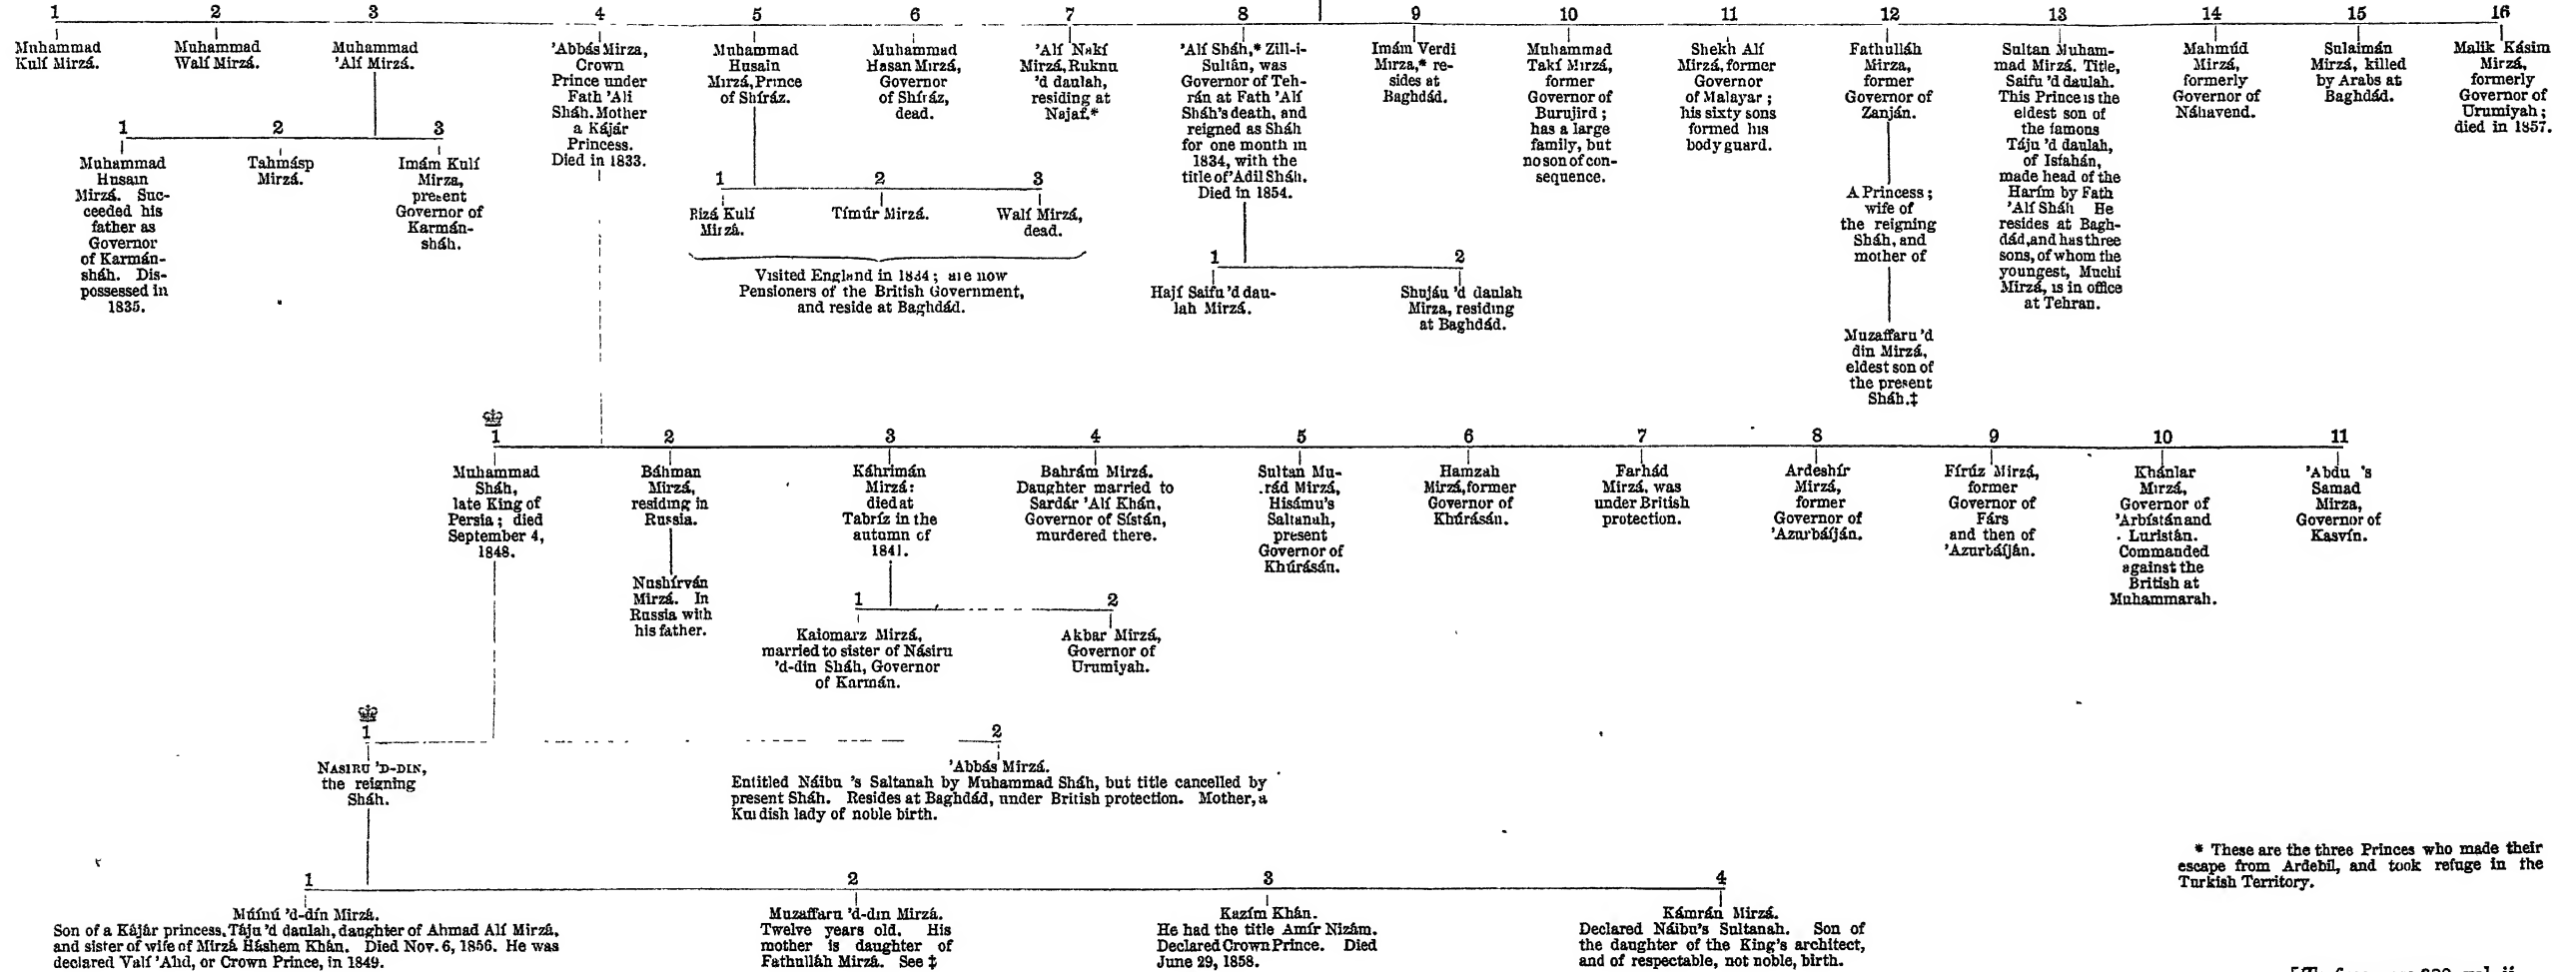 1 2 3 4 5 6 7 8 9 10 11 12 13 14 15 16
Muhammad
Kulí Mirzá.
Muhammad
Walí Mirzá.
Muhammad
'Alí Mirzá.
'Abbás Mirza,
Crown
Prince under
Fath 'Ali
Sháh. Mother
a Kájár
Princess.
Died in 1833.
Muhammad
Husain
Mirzá, Prince
of Shíráz.
Muhammad
Hasan Mirzá,
Governor
of Shíráz,
dead.
'Alí Nakí
Mirzá, Ruknu
'd daulah,
residing at
Najaf.*
'Alí Sháh,* Zill-i-
Sultán, was
Governor of Teh-
rán at Fath 'Alí
Sháh's death, and
reigned as Sháh
for one month in
1834, with the
title of 'Adil Sháh.
Died in 1854.
Imám Verdi
Mirza,* re-
sides at
Baghdád.
Muhammad
Takí Mirzá,
former
Governor of
Burujird;
has a large
family, but
no son of con-
sequence.
Shekh Alí
Mirzá, former
Governor
of Malayar;
his sixty sons
formed his
body guard.
Fathulláh
Mirza,
former
Governor of
Zanján.
Sultan Muham-
mad Mirzá. Title,
Saifu 'd daulah.
This Prince is the
eldest son of
the famous
Táju 'd daulah,
of Isfahán,
made head of the
Harím by Fath
'Alí Sháh He
resides at Bagh-
dád, and has three
sons, of whom the
youngest, Muchi
Mirzá, is in office
at Tehran.
Mahmúd
Mirzá,
formerly
Governor of
Náhavend.
Sulaimán
Mirzá, killed
by Arabs at
Baghdád.
Malik Kásim
Mirzá,
formerly
Governor of
Urumiyah;
died in 1857.
1 2 3
Muhammad
Husain
Mirzá. Suc-
ceeded his
father as
Governor
of Karmán-
sháh. Dis-
possessed in
1835.
Tahmásp
Mirzá.
Imám Kulí
Mirza,
present
Governor of
Karmán-
sháh.
1 2 3
Rizá Kulí
Mirzá.
Tímúr Mirzá.
Walí Mirzá,
dead.
Visited England in 1834; are now
Pensioners of the British Government,
and reside at Baghdád.
1 2
Hají Saifu 'd dau-
lah Mirzá.
Shujáu 'd daulah
Mirza, residing
at Baghdád.
A Princess;
wife of
the reigning
Sháh, and
mother of
Muzaffaru 'd
din Mirzá,
eldest son of
the present
Sháh.‡
1 2 3 4 5 6 7 8 9 10 11
Muhammad
Sháh,
late King of
Persia; died
September 4,
1848.
Báhman
Mirzá,
residing in
Russia.
Káhrimán
Mirzá:
died at
Tabríz in the
autumn of
1841.
Bahrám Mirzá.
Daughter married to
Sardár 'Alí Khán,
Governor of Sístán,
murdered there.
Sultan Mu-
rád Mirzá,
Hisámu's
Saltanah,
present
Governor of
Khúrásán.
Hamzah
Mirzá, former
Governor of
Khúrásán.
Farhád
Mirzá, was
under British
protection.
Ardeshír
Mirzá,
former
Governor of
'Azurbáíján.
Fírúz Mirzá,
former
Governor of
Fárs
and then of
'Azurbáíján.
Khánlar
Mirzá,
Governor of
'Arbístán and
Luristán.
Commanded
against the
British at
Muhammarah.
'Abdu 's
Samad
Mirza,
Governor of
Kasvín.
Nushírván
Mirzá. In
Russia with
his father.
1 2
Kaiomarz Mirzá,
married to sister of Násiru
'd-din Sháh, Governor
of Karmán.
Akbar Mirzá,
Governor of
Urumiyah.
1 2
NASIRU 'D-DIN,
the reigning
Sháh.
'Abbás Mirzá.
Entitled Náibu 's Saltanah by Muhammad Sháh, but title cancelled by
present Sháh. Resides at Baghdád, under British protection. Mother, a
Kurdish lady of noble birth.
* These are the three Princes who made their
escape from Ardebíl, and took refuge in the
Turkish Territory.
1 2 3 4
Múínú 'd-dín Mirzá.
Son of a Kájár princess, Táju 'd daulah, daughter of Ahmad Alí Mirzá,
and sister of wife of Mirzá Háshem Khán. Died Nov. 6, 1856. He was
declared Valí 'Ahd, or Crown Prince, in 1849.
Muzaffaru 'd-din Mirzá.
Twelve years old. His
mother is daughter of
Fathulláh Mirzá. See ‡
Kazím Khán.
He had the title Amír Nizám.
Declared Crown Prince. Died
June 29, 1858.
Kámrán Mirzá.
Declared Náibu's Sultanah. Son of
the daughter of the King's architect,
and of respectable, not noble, birth.